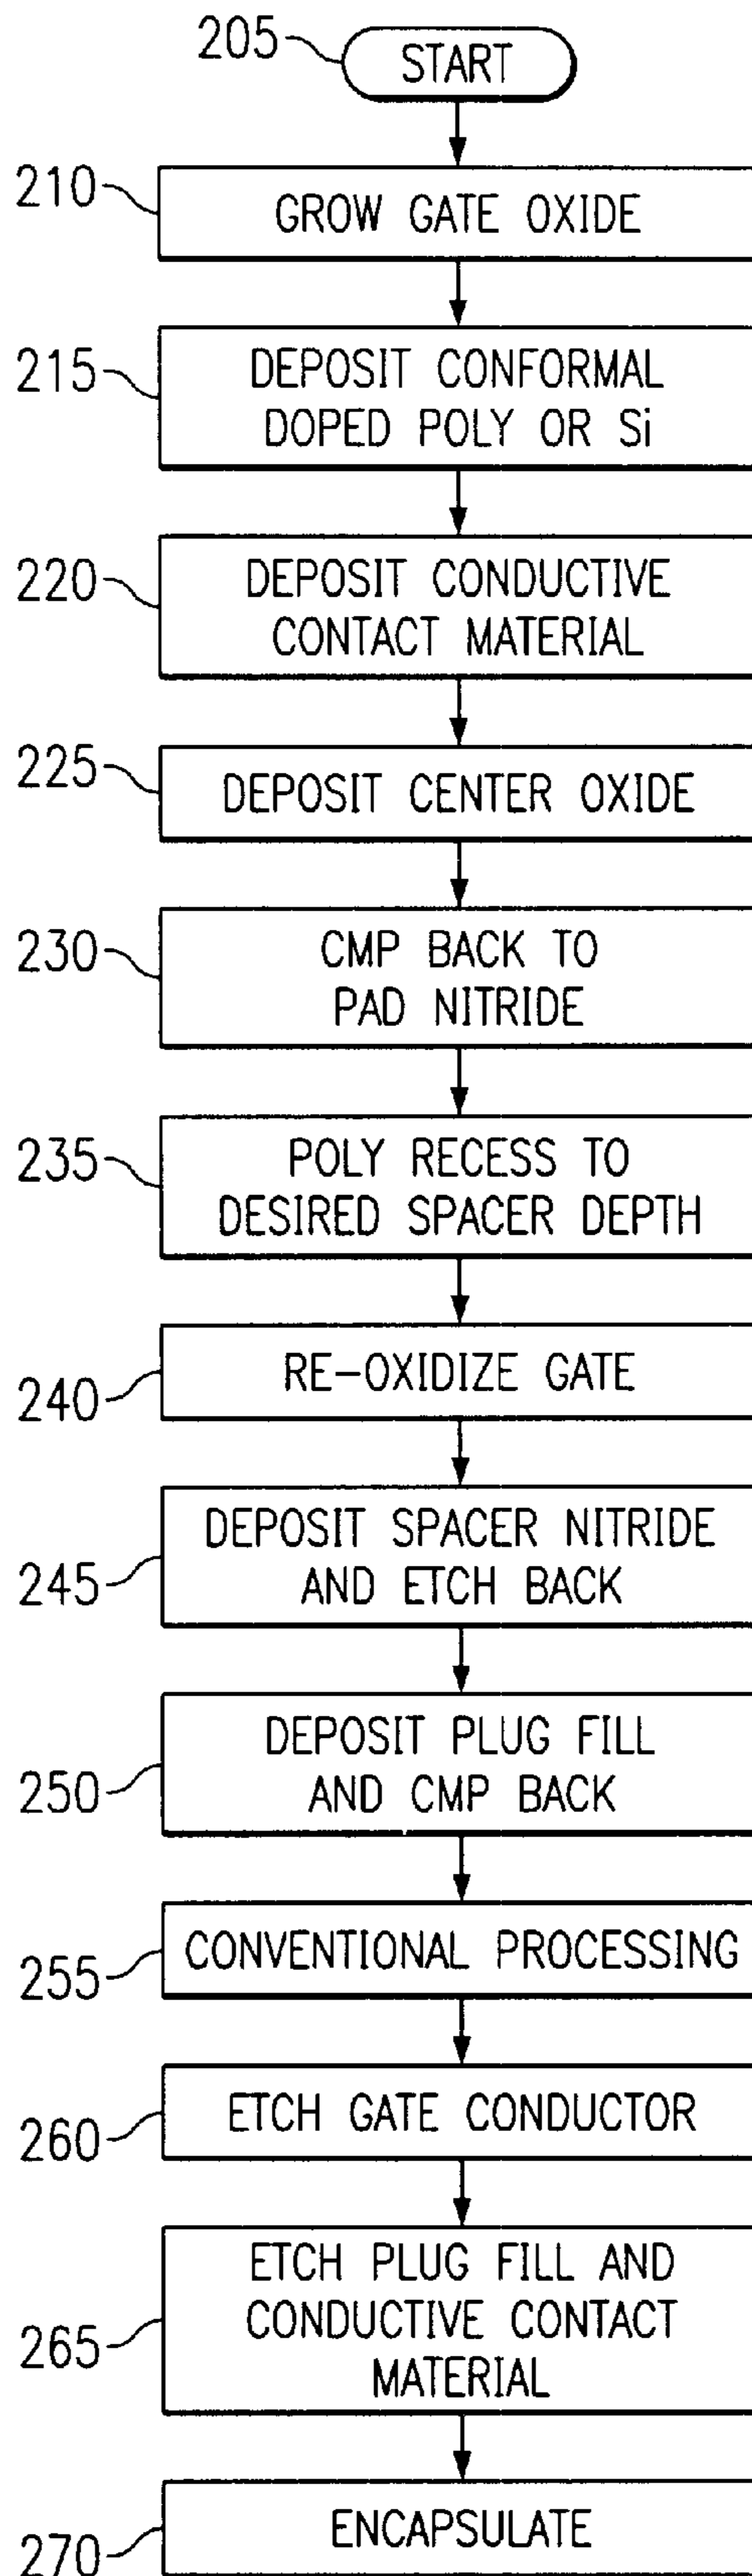 205
START
210
GROW GATE OXIDE
215
DEPOSIT CONFORMAL
DOPED POLY OR Si
220
DEPOSIT CONDUCTIVE
CONTACT MATERIAL
225
DEPOSIT CENTER OXIDE
230
CMP BACK TO
PAD NITRIDE
235
POLY RECESS TO
DESIRED SPACER DEPTH
240
RE-OXIDIZE GATE
245
DEPOSIT SPACER NITRIDE
AND ETCH BACK
250
DEPOSIT PLUG FILL
AND CMP BACK
255
CONVENTIONAL PROCESSING
260
ETCH GATE CONDUCTOR
265
ETCH PLUG FILL AND
CONDUCTIVE CONTACT
MATERIAL
270
ENCAPSULATE